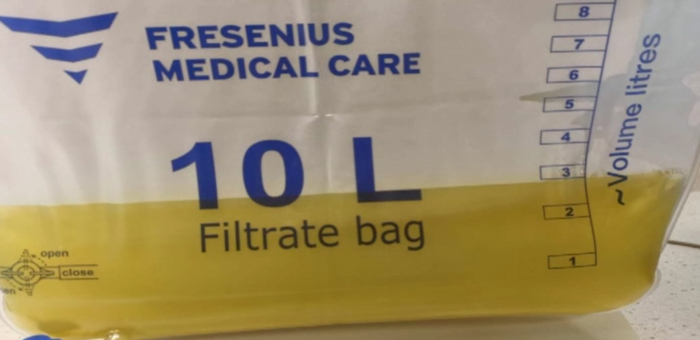 FRESENIUS
MEDICAL CARE
10 L
Filtrate bag
8
7
6
5
4
3
2
1
~Volume litres
open
close